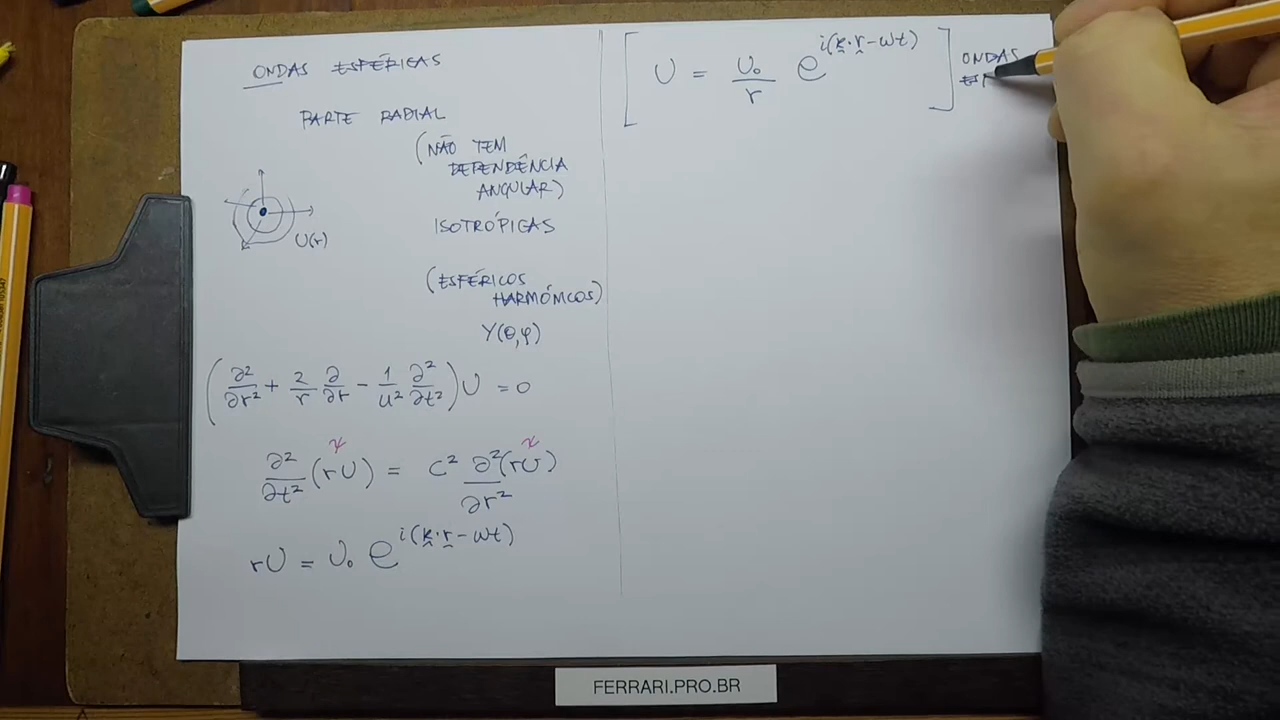 ONDAS ESFÉRICAS
PARTE RADIAL
(NÃO TEM
DEPENDÊNCIA
ANGULAR)
U(r)
ISOTRÓPICAS
(ESFÉRICOS
HARMÔMCOS)
Y(θ,φ)
(∂²/∂r² + 2/r ∂/∂r − 1/u² ∂²/∂t²) U = 0
∂²/∂t² (rU) = c² ∂²(rU)/∂r²
rU = U₀ e^{i(k·r−ωt)}
[U = U₀/r e^{i(k·r−ωt)}]
ONDAS
FERRARI.PRO.BR